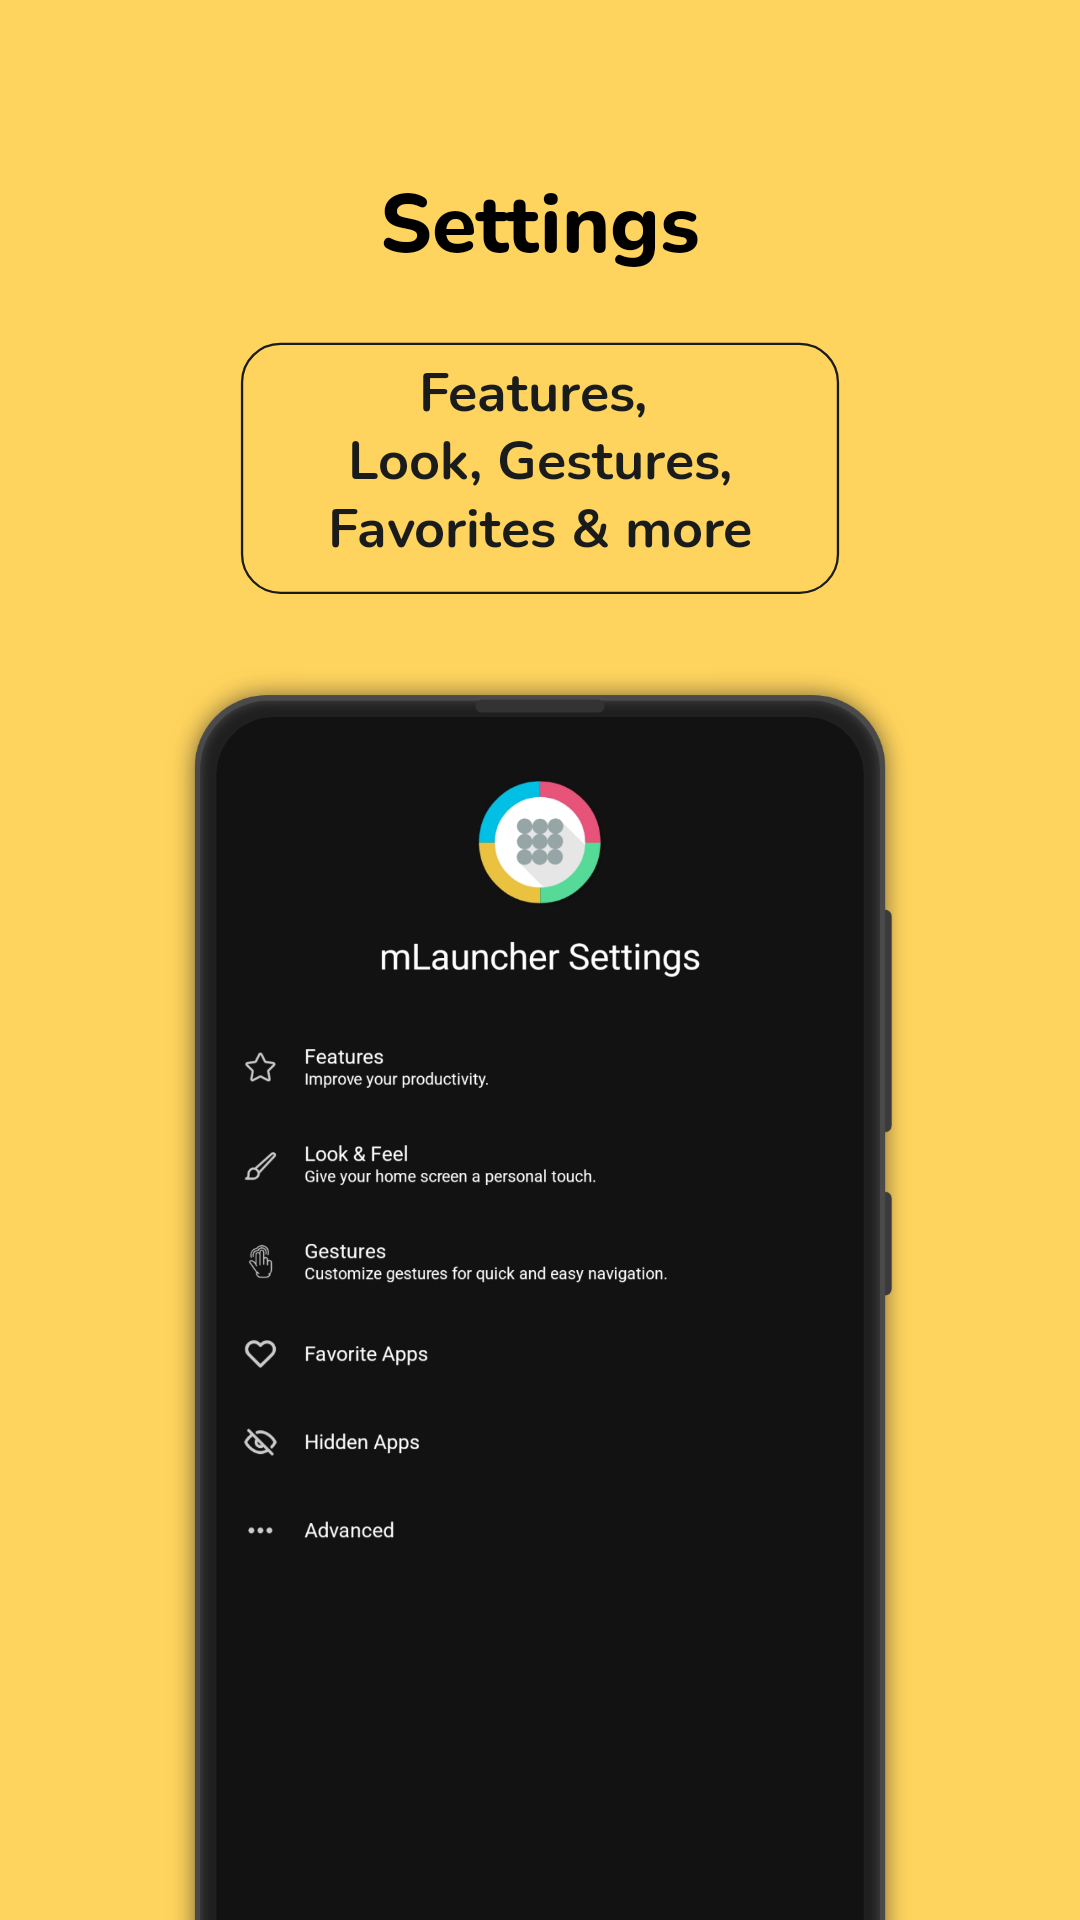 Settings
Features,
Look, Gestures,
Favorites & more
mLauncher Settings
Features
Improve your productivity.
Look & Feel
Give your home screen a personal touch.
Gestures
Customize gestures for quick and easy navigation.
Favorite Apps
Hidden Apps
Advanced